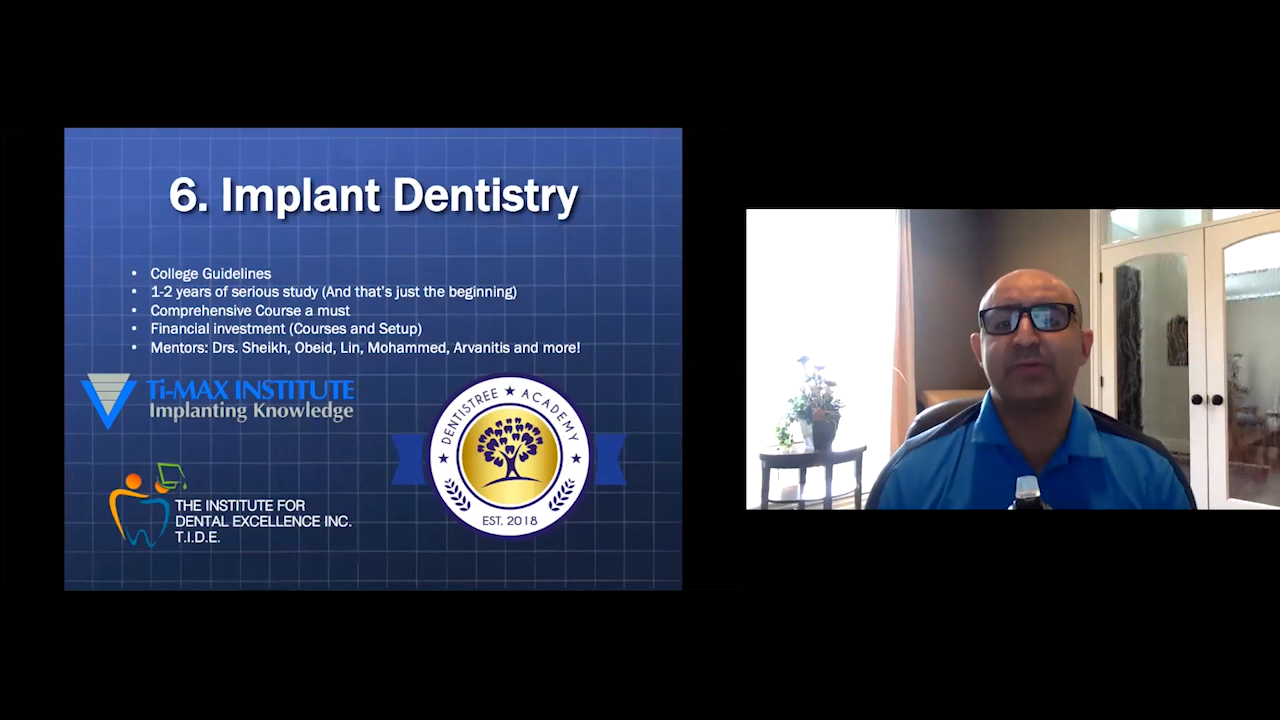 6. Implant Dentistry
• College Guidelines
• 1-2 years of serious study (And that's just the beginning)
• Comprehensive Course a must
• Financial investment (Courses and Setup)
• Mentors: Drs. Sheikh, Obeid, Lin, Mohammed, Arvanitis and more!
Ti-MAX INSTITUTE
Implanting Knowledge
DENTISTREE ★ ACADEMY
EST. 2018
THE INSTITUTE FOR
DENTAL EXCELLENCE INC.
T.I.D.E.